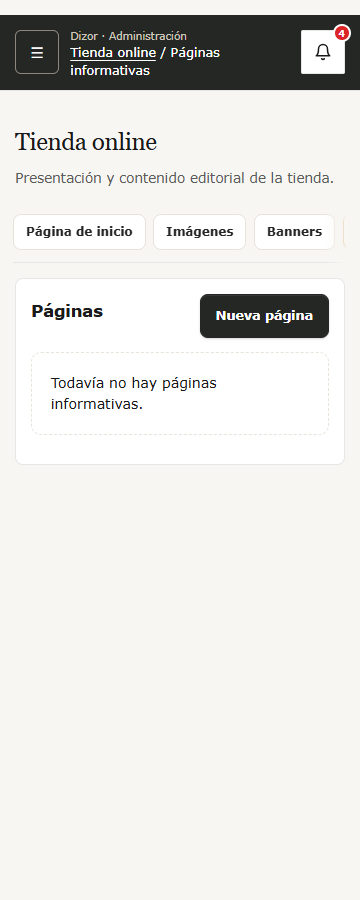 Dizor · Administración
Tienda online / Páginas
informativas
4
Tienda online
Presentación y contenido editorial de la tienda.
Página de inicio
Imágenes
Banners
Páginas
Nueva página
Todavía no hay páginas
informativas.